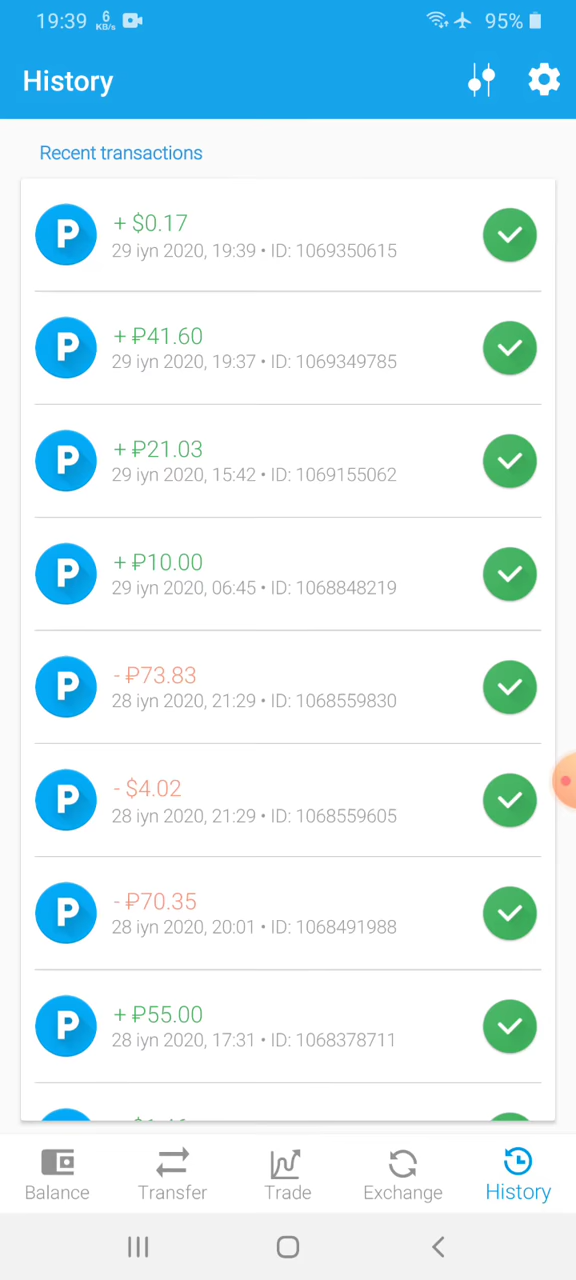 19:39 6 KB/s 95%
History
Recent transactions
P + $0.17
29 iyn 2020, 19:39 • ID: 1069350615
P + ₽41.60
29 iyn 2020, 19:37 • ID: 1069349785
P + ₽21.03
29 iyn 2020, 15:42 • ID: 1069155062
P + ₽10.00
29 iyn 2020, 06:45 • ID: 1068848219
P - ₽73.83
28 iyn 2020, 21:29 • ID: 1068559830
P - $4.02
28 iyn 2020, 21:29 • ID: 1068559605
P - ₽70.35
28 iyn 2020, 20:01 • ID: 1068491988
P + ₽55.00
28 iyn 2020, 17:31 • ID: 1068378711
Balance Transfer Trade Exchange History